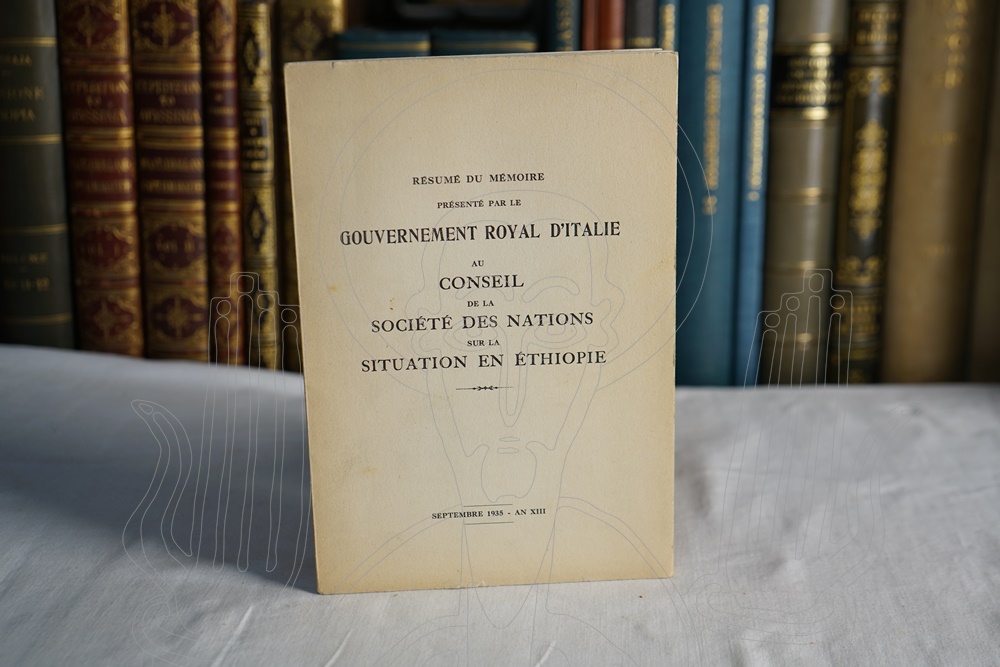 RÉSUMÉ DU MÉMOIRE
PRÉSENTÉ PAR LE
GOUVERNEMENT ROYAL D'ITALIE
AU
CONSEIL
DE LA
SOCIÉTÉ DES NATIONS
SUR LA
SITUATION EN ÉTHIOPIE
SEPTEMBRE 1935 - AN XIII